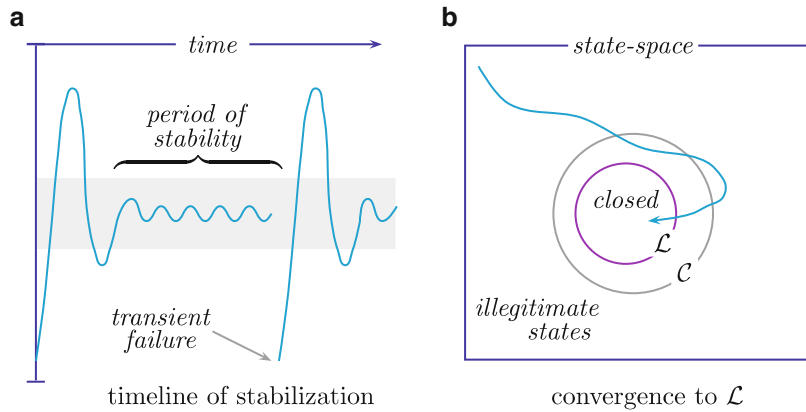 a
time
period of
stability
transient
failure
timeline of stabilization
b
state-space
closed
ℒ
𝒞
illegitimate
states
convergence to ℒ